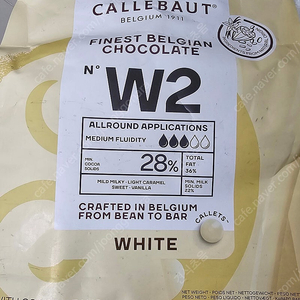 CALLEBAUT
BELGIUM 1911
FINEST BELGIAN
CHOCOLATE
N° W2
ALLROUND APPLICATIONS
MEDIUM FLUIDITY
MIN. COCOA SOLIDS 28%
TOTAL FAT 36%
MIN. MILK SOLIDS 22%
MILD MILKY · LIGHT CARAMEL
SWEET · VANILLA
CRAFTED IN BELGIUM
FROM BEAN TO BAR
CALLETS™
WHITE